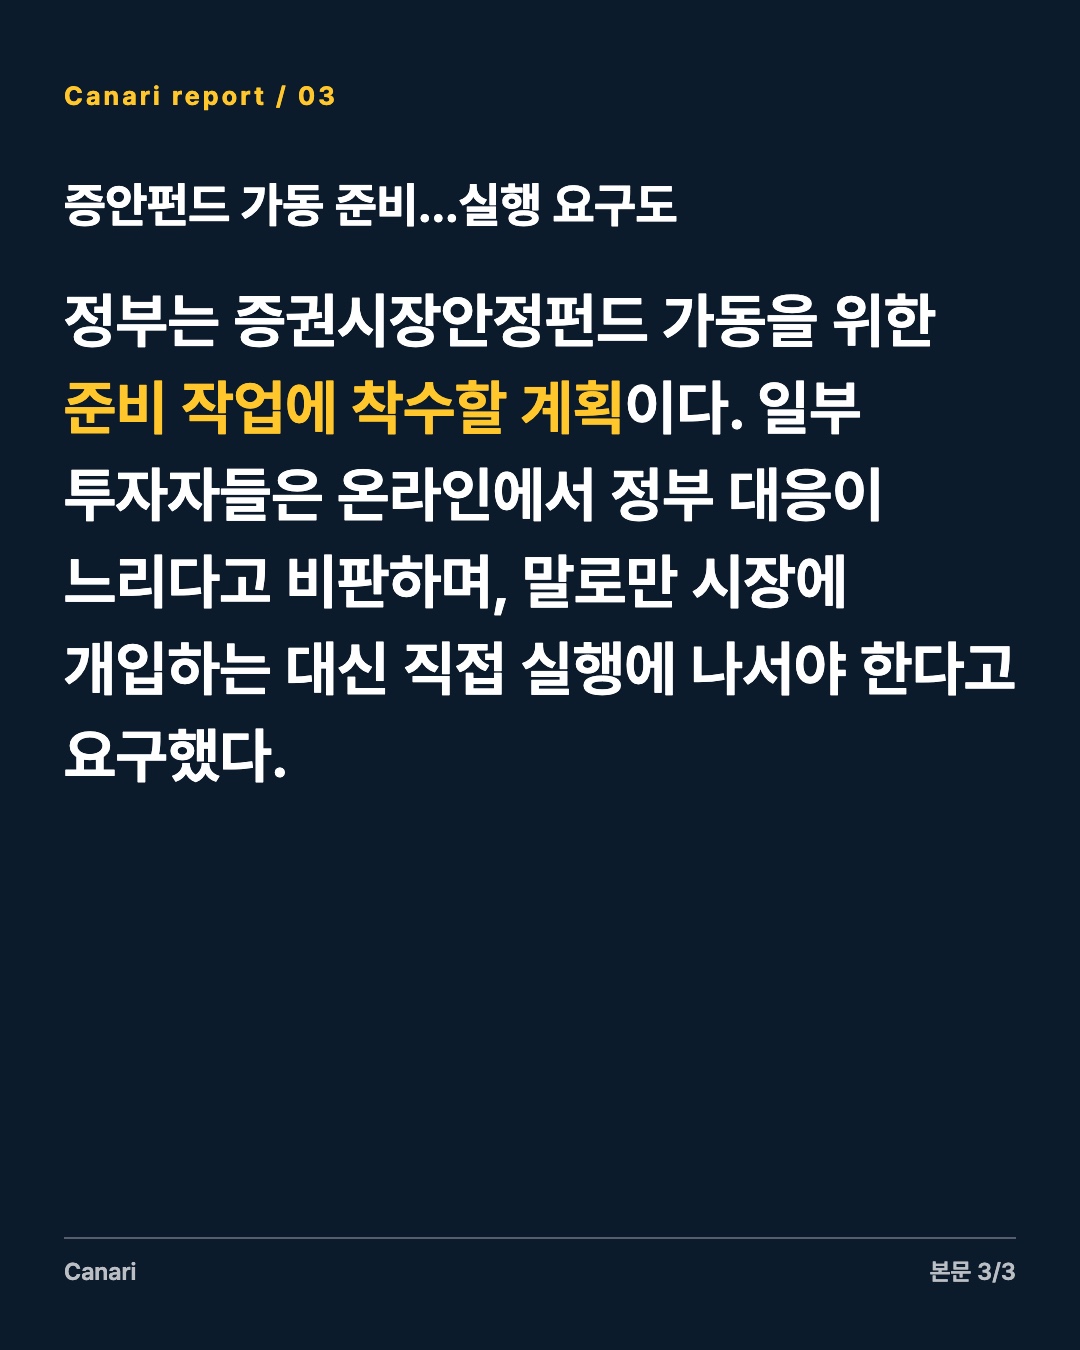 Canari report / 03
증안펀드 가동 준비...실행 요구도
정부는 증권시장안정펀드 가동을 위한
준비 작업에 착수할 계획이다. 일부
투자자들은 온라인에서 정부 대응이
느리다고 비판하며, 말로만 시장에
개입하는 대신 직접 실행에 나서야 한다고
요구했다.
Canari
본문 3/3